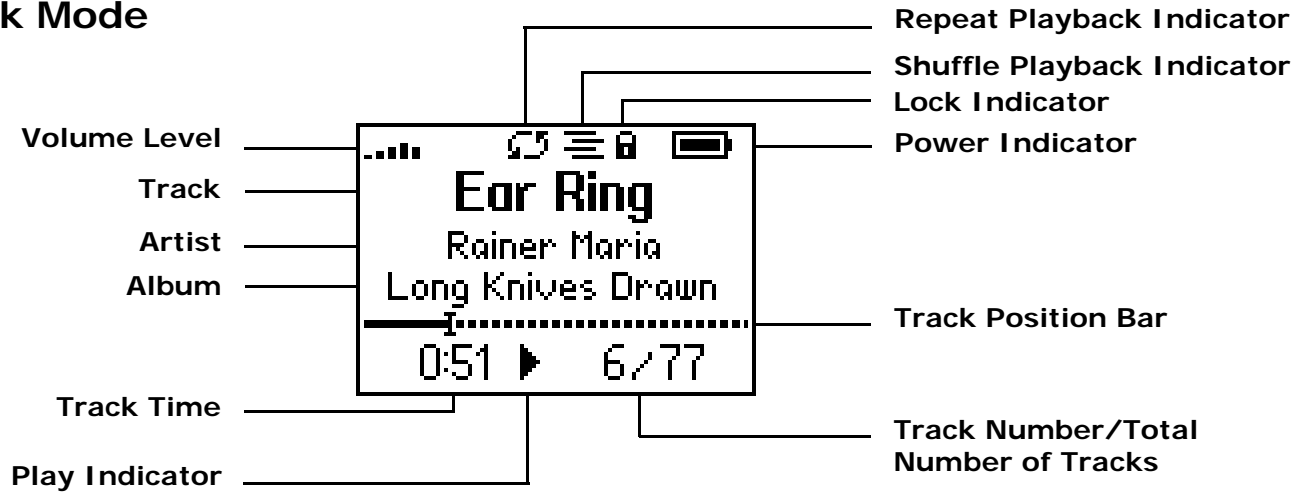 k Mode
Repeat Playback Indicator
Shuffle Playback Indicator
Lock Indicator
Power Indicator
Volume Level
Track
Artist
Album
Ear Ring
Rainer Maria
Long Knives Drawn
0:51 6/77
Track Position Bar
Track Time
Play Indicator
Track Number/Total
Number of Tracks